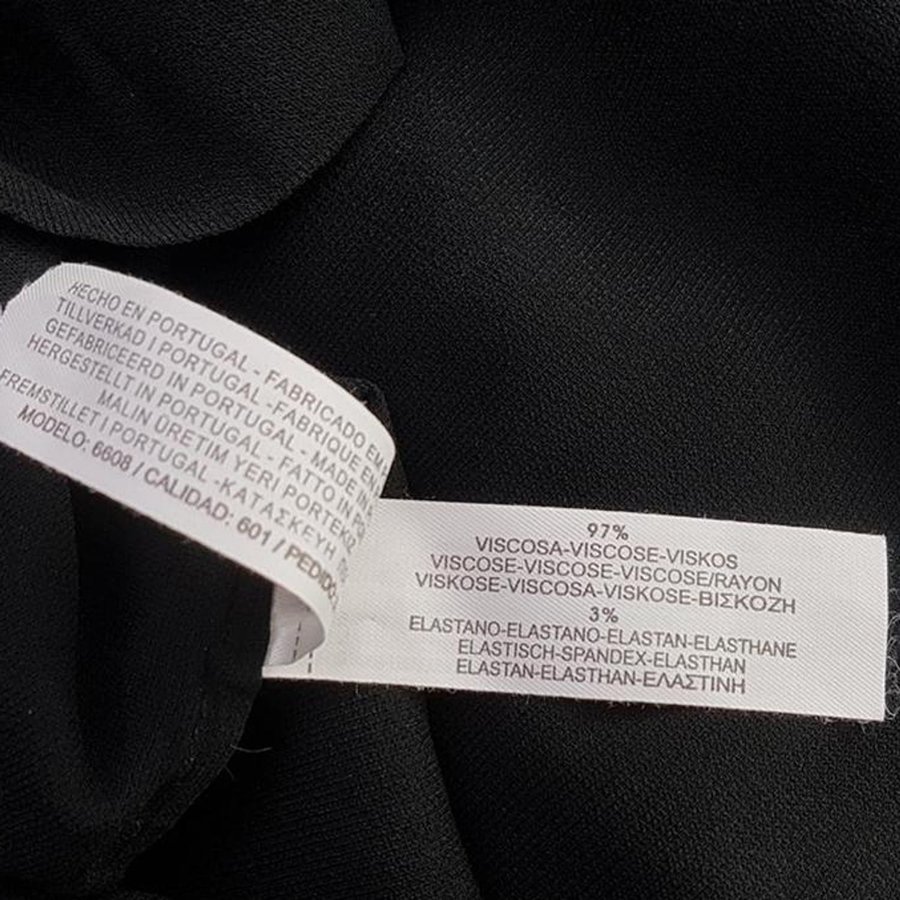 HECHO EN PORTUGAL - FABRICADO EM
TILLVERKAD I PORTUGAL -FABRIQUE EN
GEFABRICEERD IN PORTUGAL - MADE IN
HERGESTELLT IN PORTUGAL - FATTO IN
MALIN ÜRETIM YERI PORTEKIZ
FREMSTILLET I PORTUGAL -ΚΑΤΑΣΚΕΥΗ
MODELO: 6608 / CALIDAD: 601 / PEDIDO:
97%
VISCOSA-VISCOSE-VISKOS
VISCOSE-VISCOSE-VISCOSE/RAYON
VISKOSE-VISCOSA-VISKOSE-ΒΙΣΚΟΖΗ
3%
ELASTANO-ELASTANO-ELASTAN-ELASTHANE
ELASTISCH-SPANDEX-ELASTHAN
ELASTAN-ELASTHAN-ΕΛΑΣΤΙΝΗ